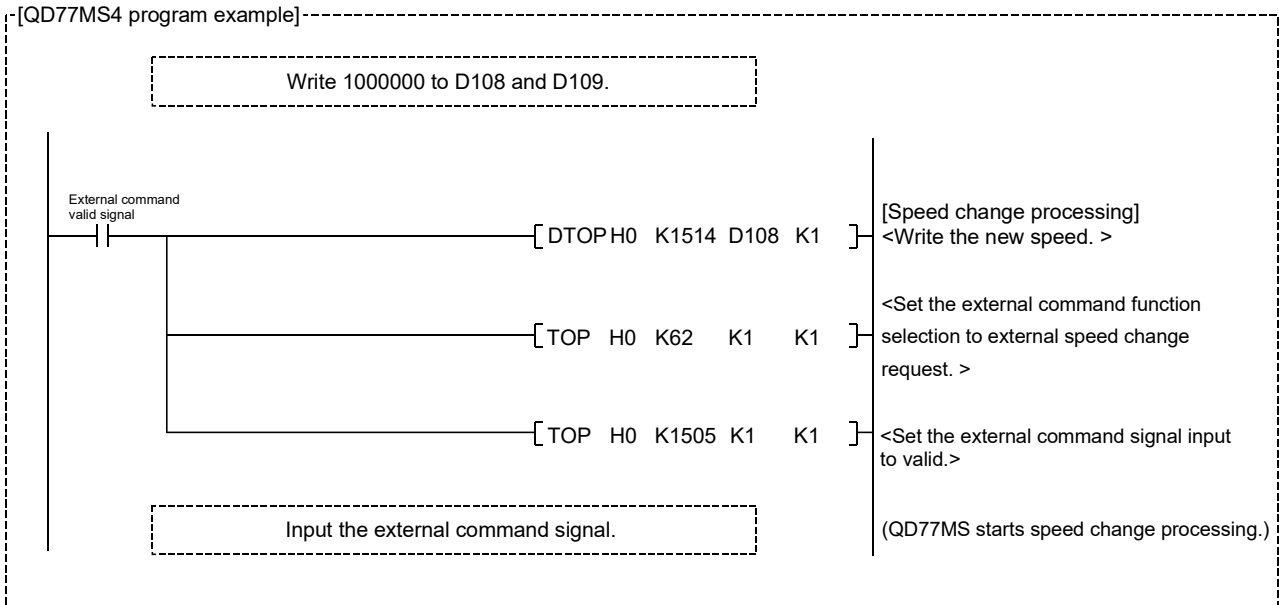 [QD77MS4 program example]
Write 1000000 to D108 and D109.
External command
valid signal
DTOP H0 K1514 D108 K1
[Speed change processing]
<Write the new speed. >
TOP H0 K62 K1 K1
<Set the external command function
selection to external speed change
request. >
TOP H0 K1505 K1 K1
<Set the external command signal input
to valid.>
Input the external command signal.
(QD77MS starts speed change processing.)